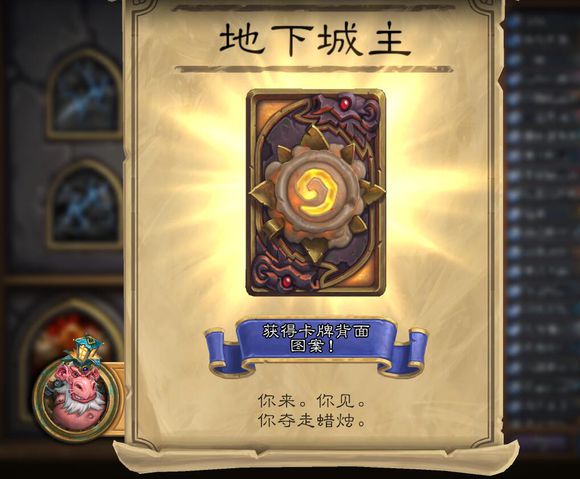 地下城主
获得卡牌背面
图案！
你来。你见。
你夺走蜡烛。